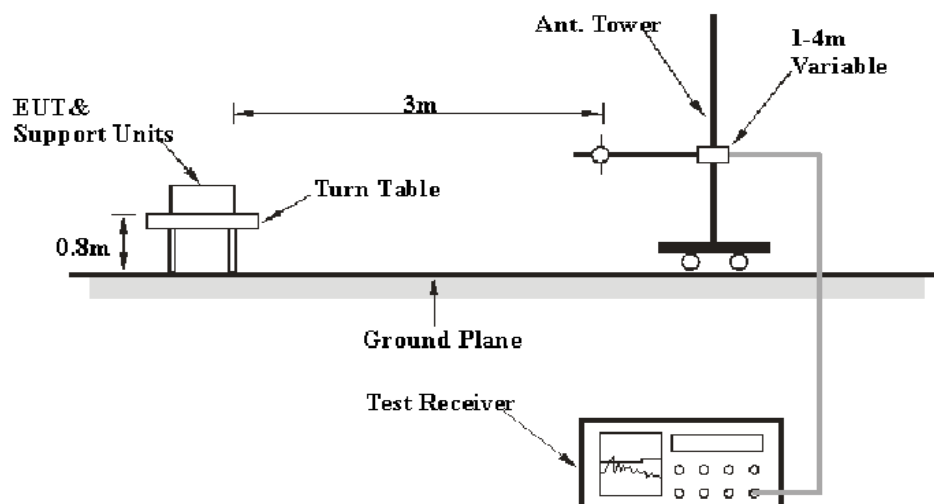 Ant. Tower
1-4m
Variable
EUT&
Support Units
3m
Turn Table
0.8m
Ground Plane
Test Receiver